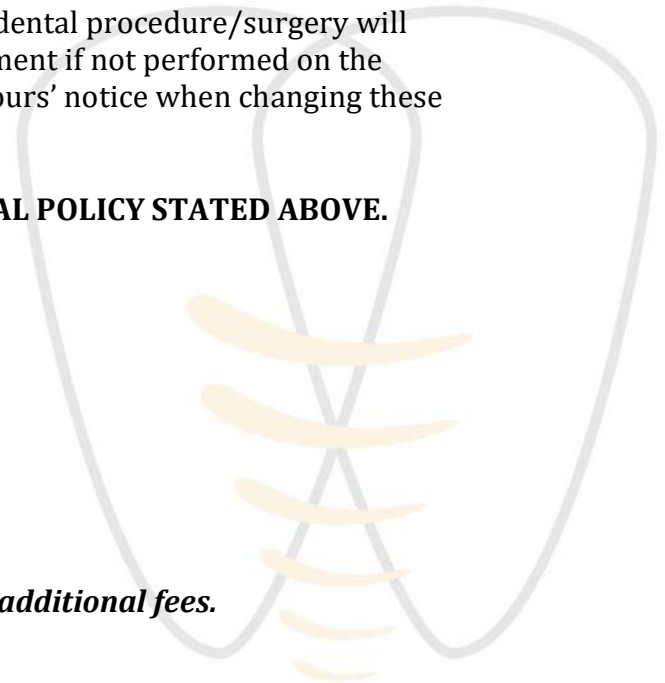 dental procedure/surgery will
ment if not performed on the
ours’ notice when changing these
AL POLICY STATED ABOVE.
additional fees.